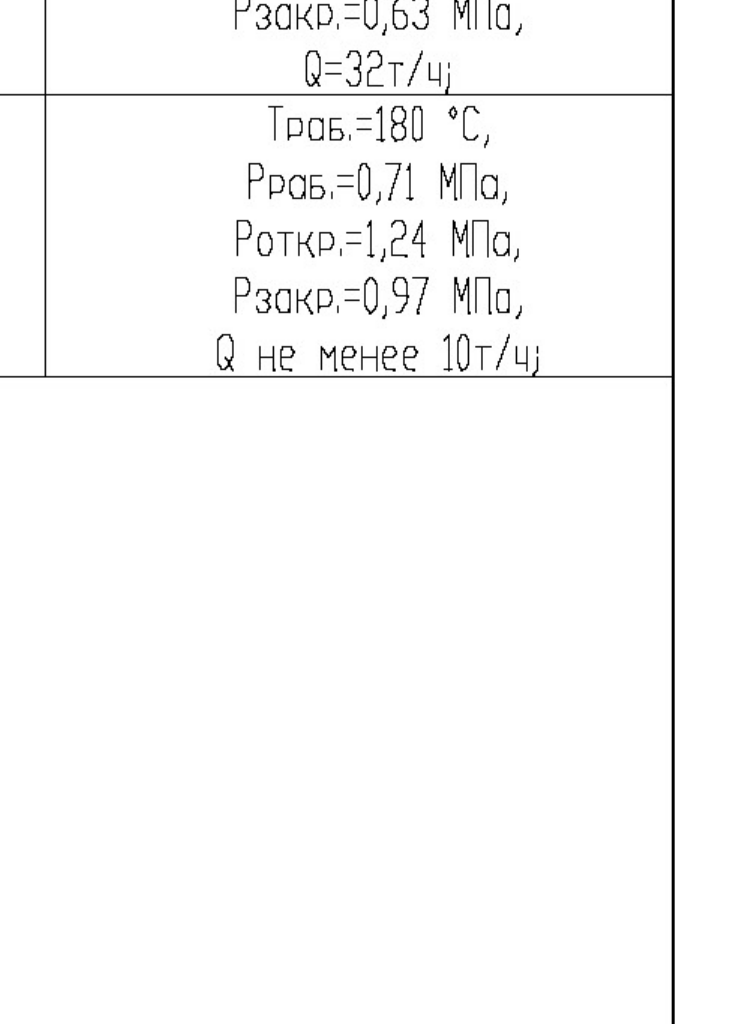 Рзакр.=0,63 МПа,
Q=32т/ч;
Траб.=180 °С,
Рраб.=0,71 МПа,
Роткр.=1,24 МПа,
Рзакр.=0,97 МПа,
Q не менее 10т/ч;